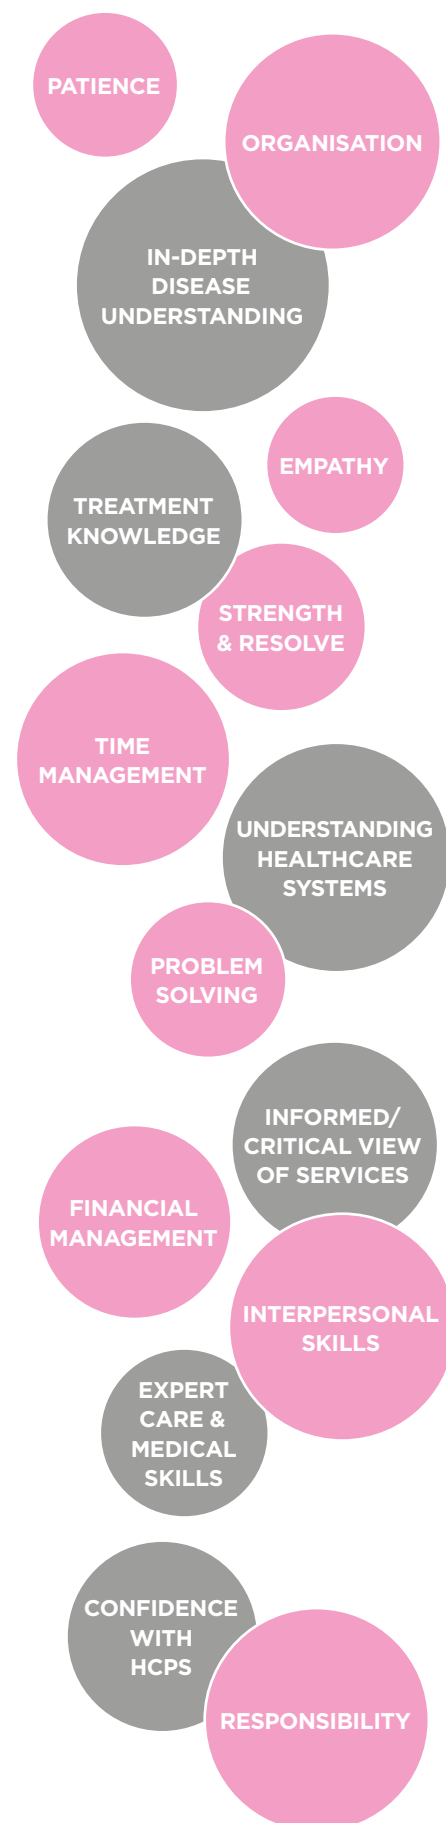 PATIENCE
ORGANISATION
IN-DEPTH
DISEASE
UNDERSTANDING
EMPATHY
TREATMENT
KNOWLEDGE
STRENGTH
& RESOLVE
TIME
MANAGEMENT
UNDERSTANDING
HEALTHCARE
SYSTEMS
PROBLEM
SOLVING
INFORMED/
CRITICAL VIEW
OF SERVICES
FINANCIAL
MANAGEMENT
INTERPERSONAL
SKILLS
EXPERT
CARE &
MEDICAL
SKILLS
CONFIDENCE
WITH
HCPS
RESPONSIBILITY